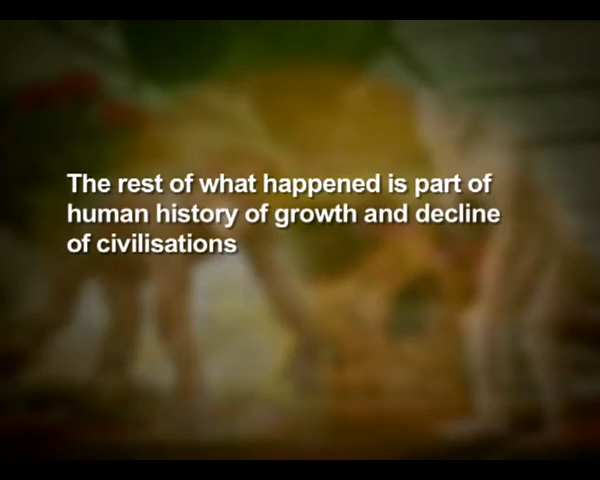 The rest of what happened is part of
human history of growth and decline
of civilisations